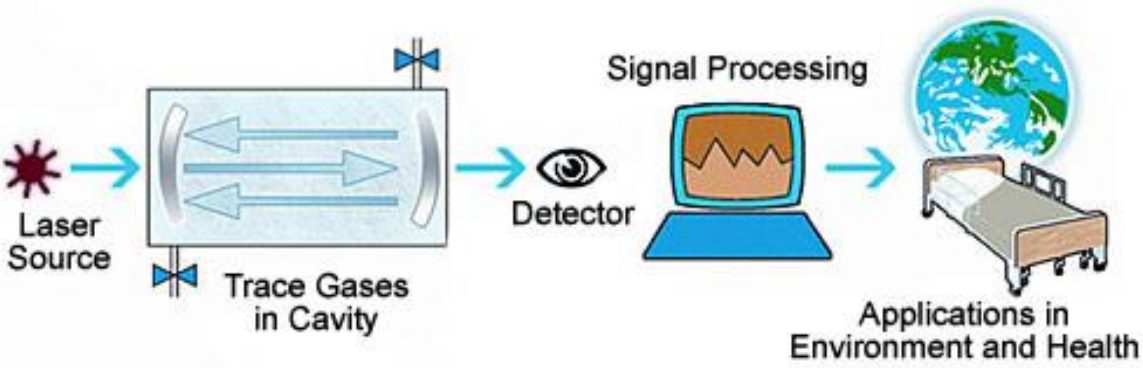 Laser
Source
Trace Gases
in Cavity
Detector
Signal Processing
Applications in
Environment and Health